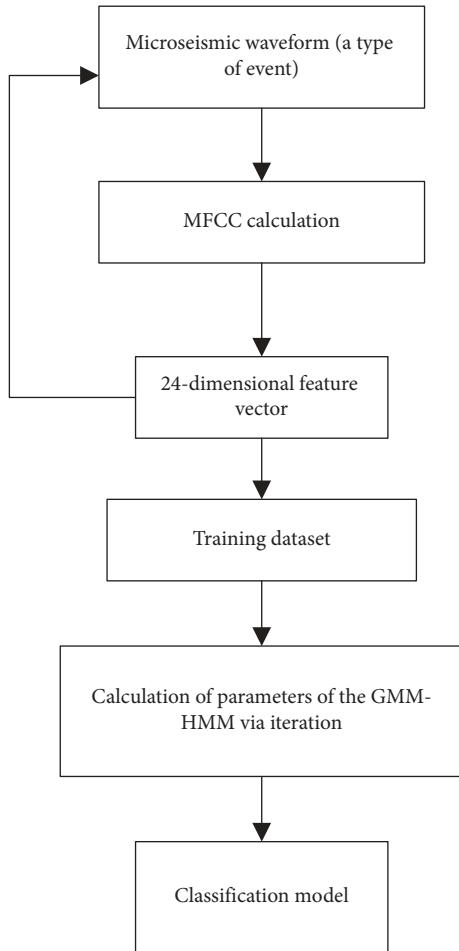 Microseismic waveform (a type
of event)
MFCC calculation
24-dimensional feature
vector
Training dataset
Calculation of parameters of the GMM-
HMM via iteration
Classification model